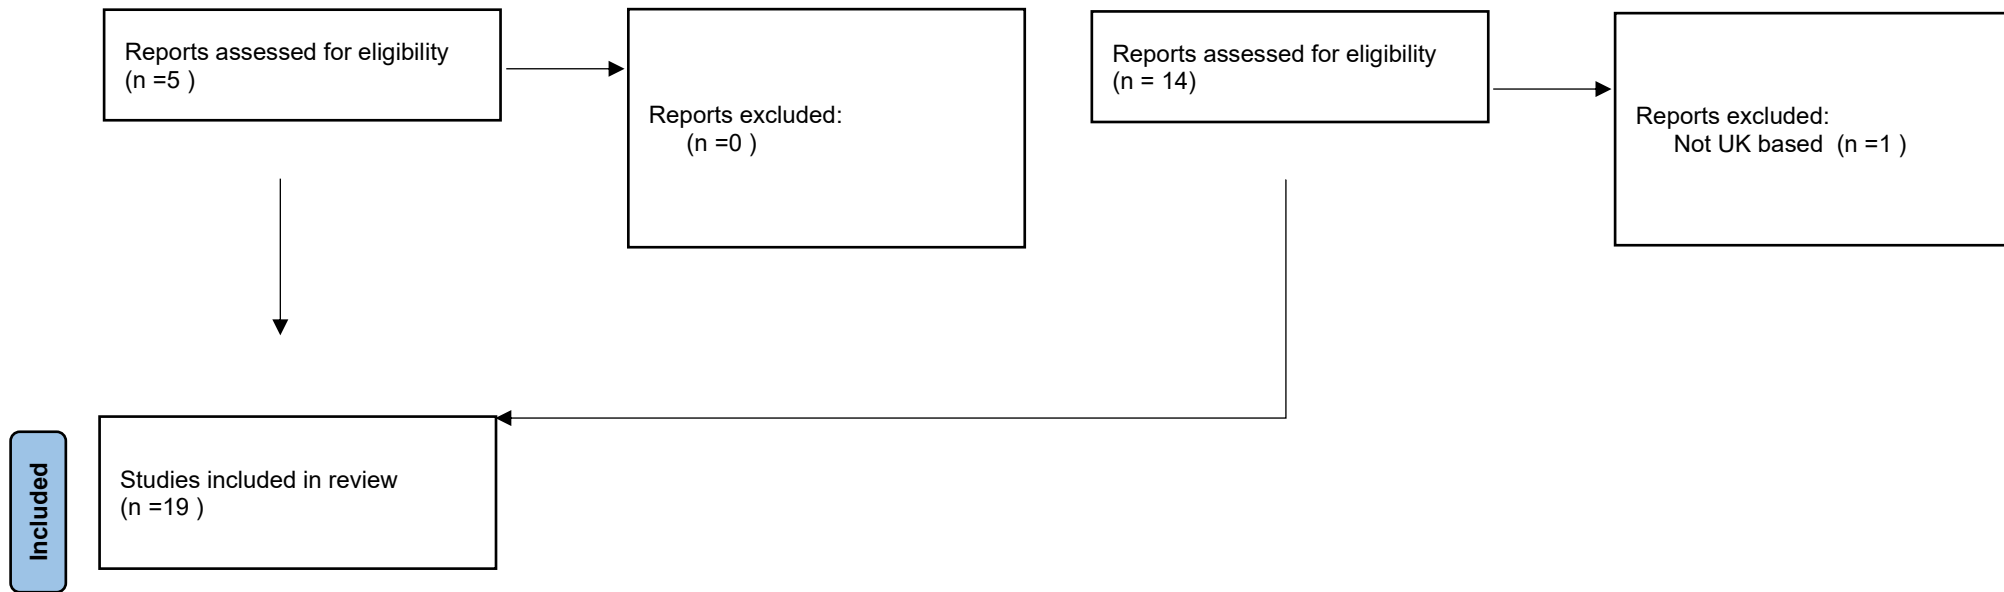 Reports assessed for eligibility
(n =5 )
Reports excluded:
(n =0 )
Reports assessed for eligibility
(n = 14)
Reports excluded:
Not UK based  (n =1 )
Included
Studies included in review
(n =19 )